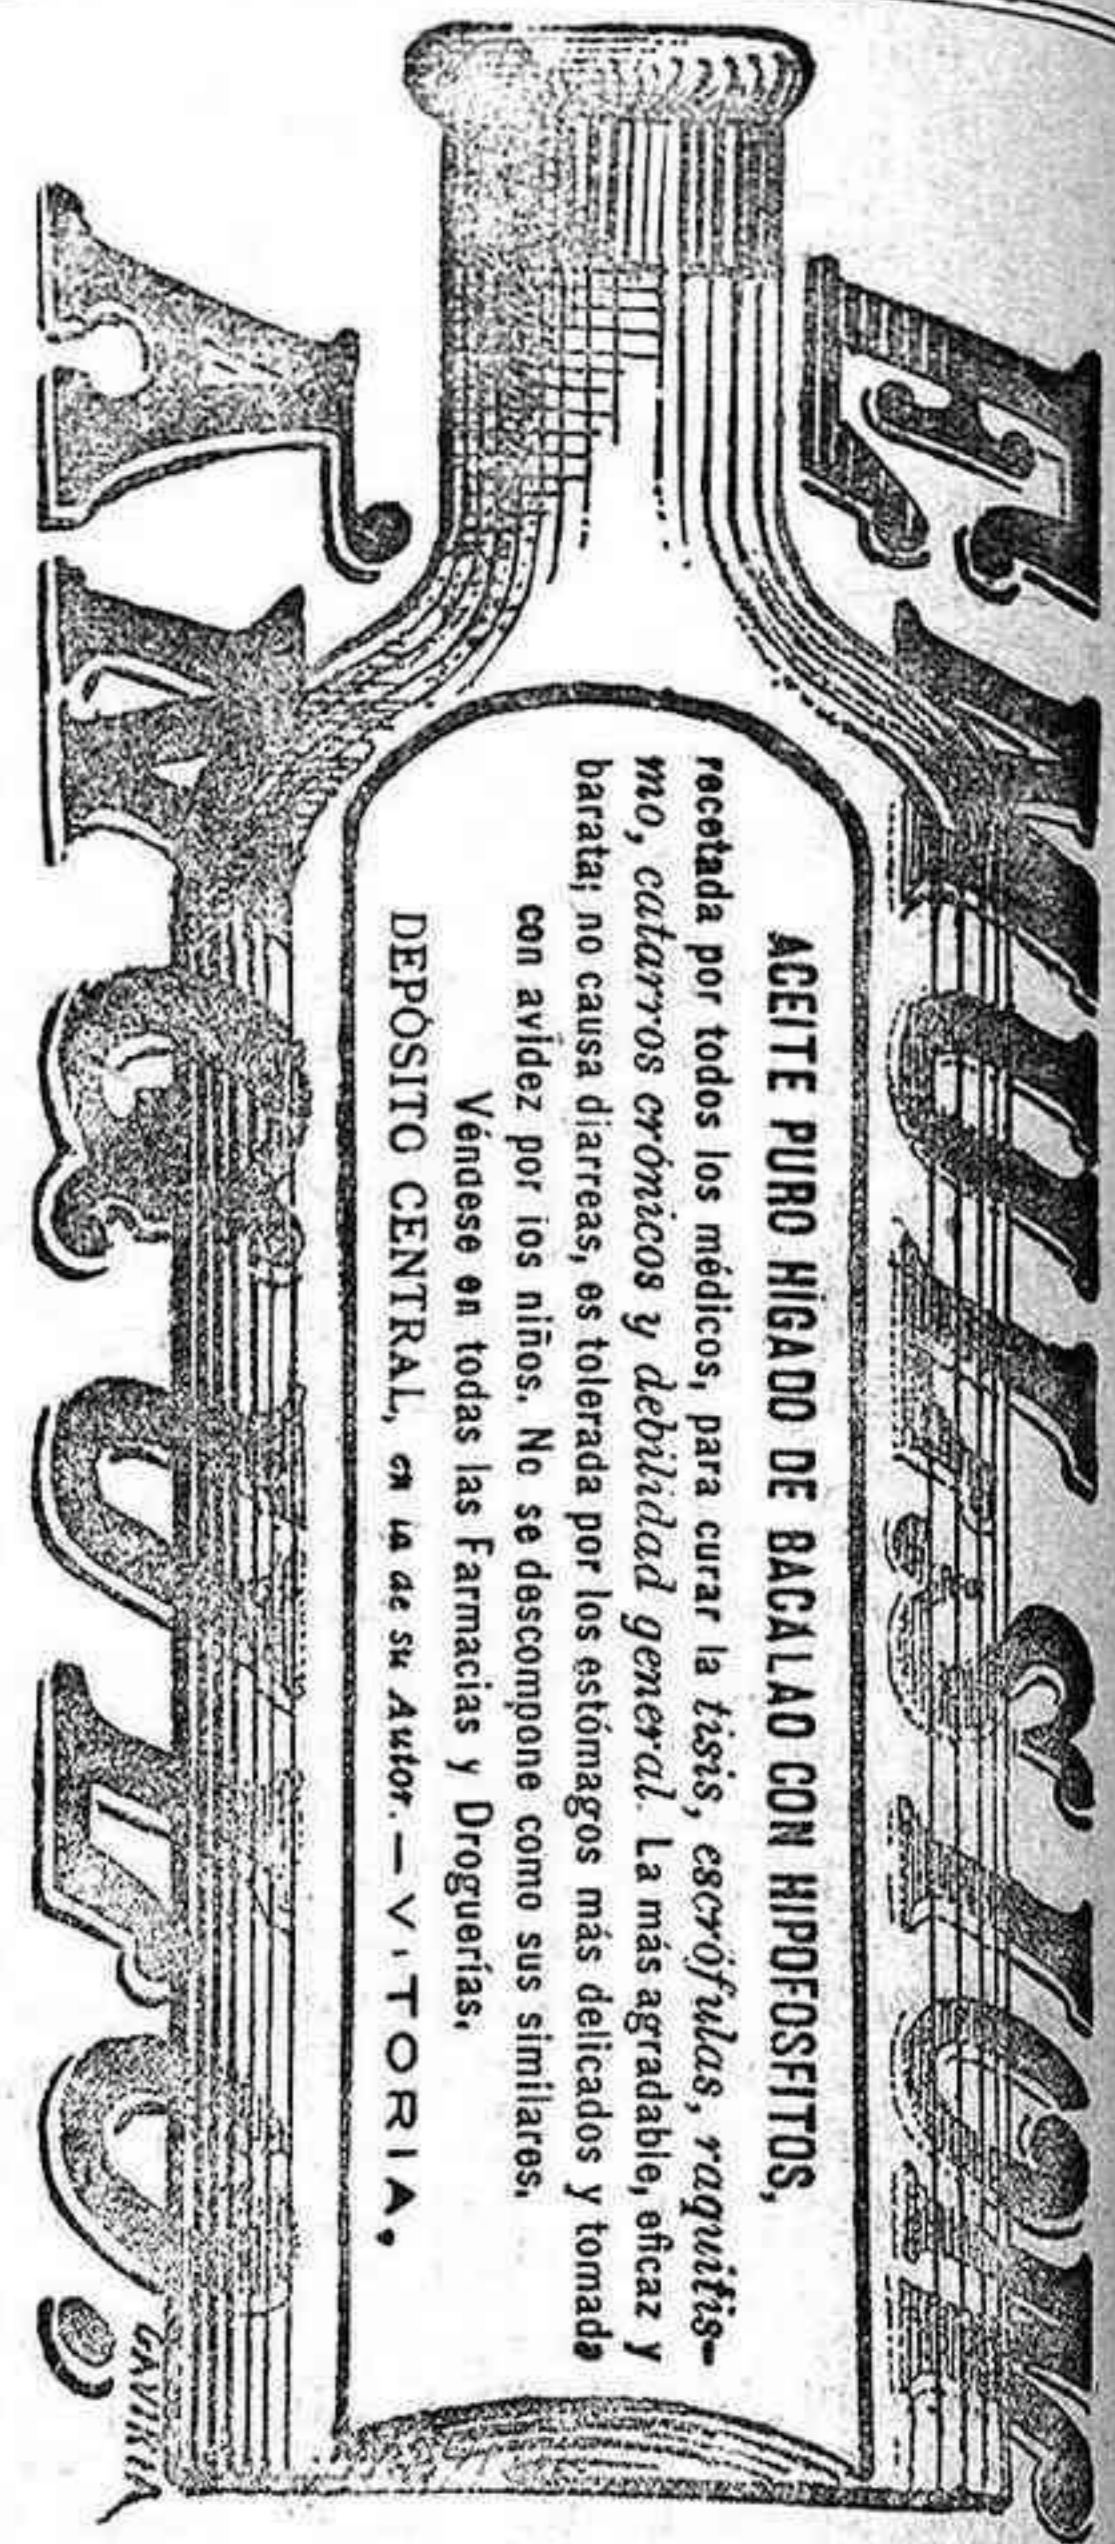 EMULSION
ACEITE PURO HÍGADO DE BACALAO CON HIPOFOSFITOS,
recetada por todos los médicos, para curar la tisis, escrófulas, raquitis-
mo, catarros crónicos y debilidad general. La más agradable, eficaz y
barata; no causa diarreas, es tolerada por los estómagos más delicados y tomada
con avidez por los niños. No se descompone como sus similares.
Véndese en todas las Farmacias y Droguerías,
DEPÓSITO CENTRAL, en la de su Autor.—VITORIA,